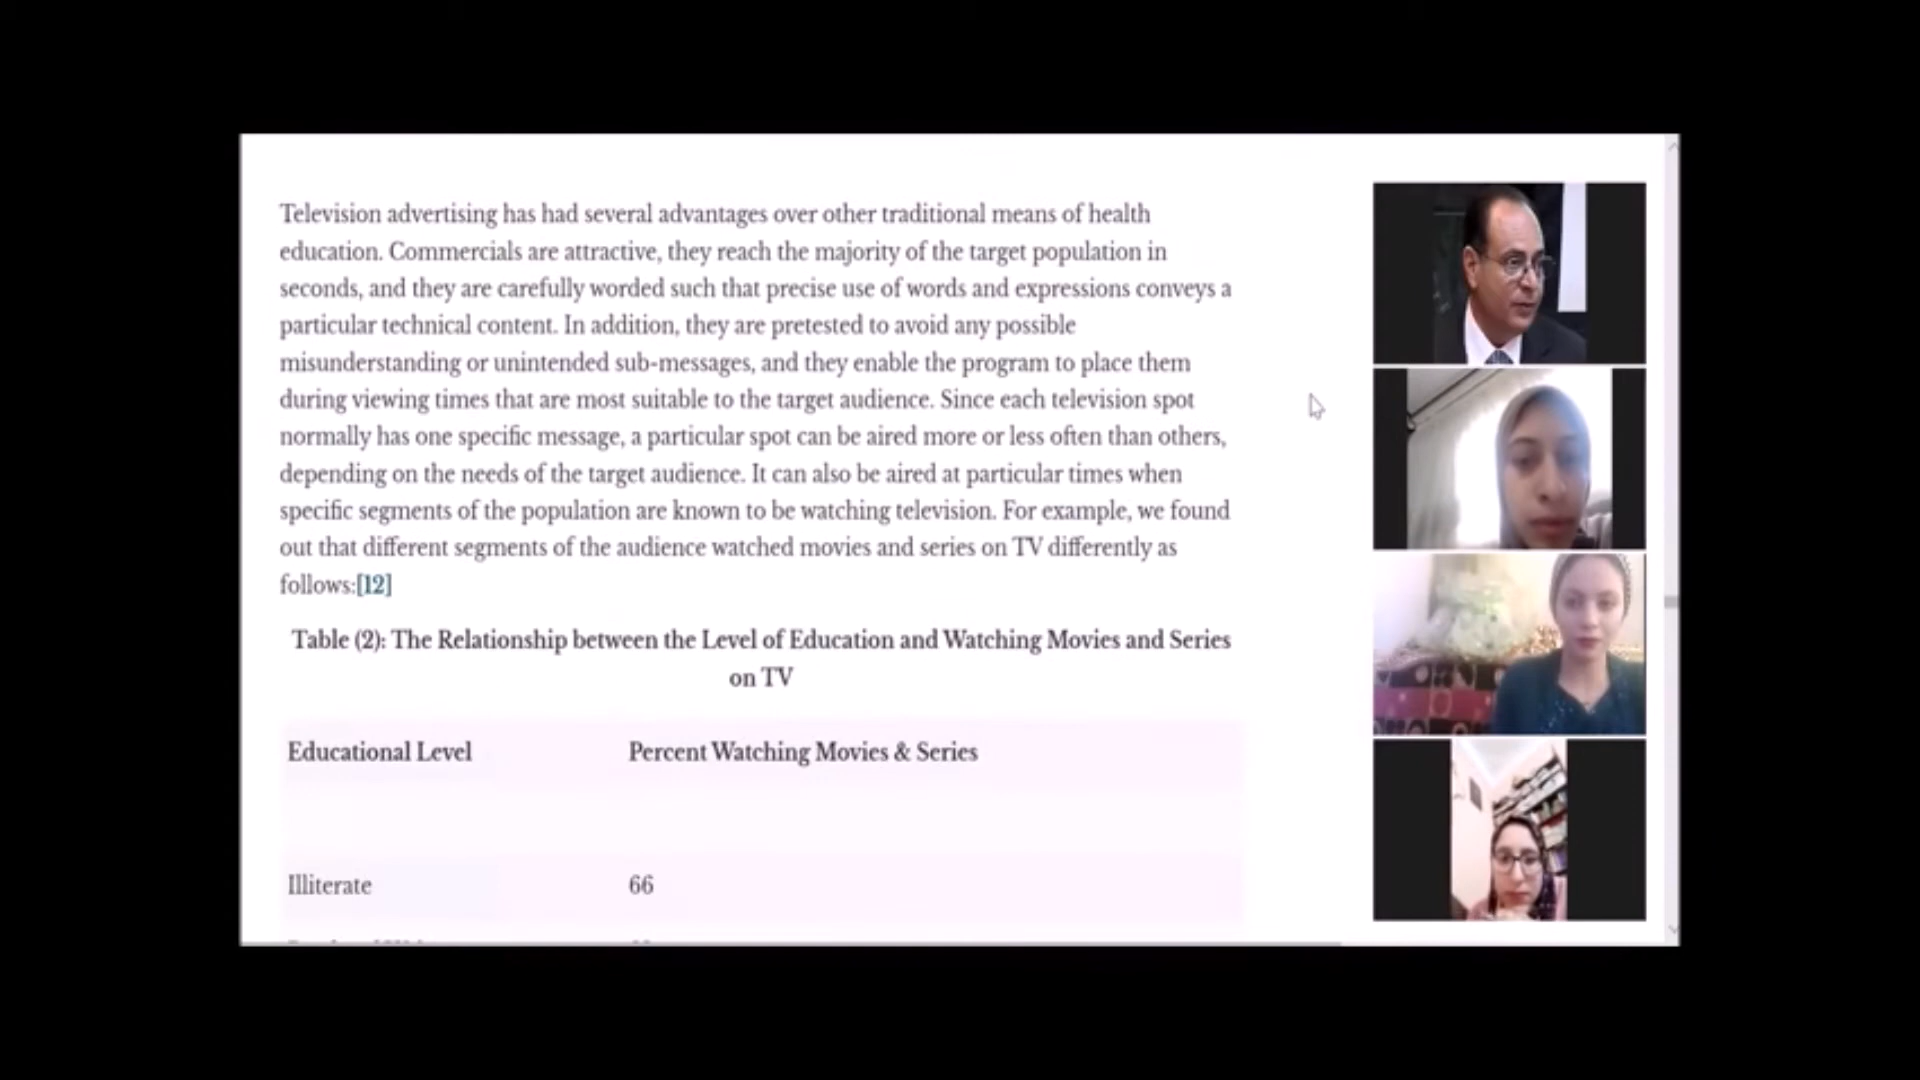 Television advertising has had several advantages over other traditional means of health
education. Commercials are attractive, they reach the majority of the target population in
seconds, and they are carefully worded such that precise use of words and expressions conveys a
particular technical content. In addition, they are pretested to avoid any possible
misunderstanding or unintended sub-messages, and they enable the program to place them
during viewing times that are most suitable to the target audience. Since each television spot
normally has one specific message, a particular spot can be aired more or less often than others,
depending on the needs of the target audience. It can also be aired at particular times when
specific segments of the population are known to be watching television. For example, we found
out that different segments of the audience watched movies and series on TV differently as
follows:[12]
Table (2): The Relationship between the Level of Education and Watching Movies and Series
on TV
Educational Level Percent Watching Movies & Series
Illiterate 66